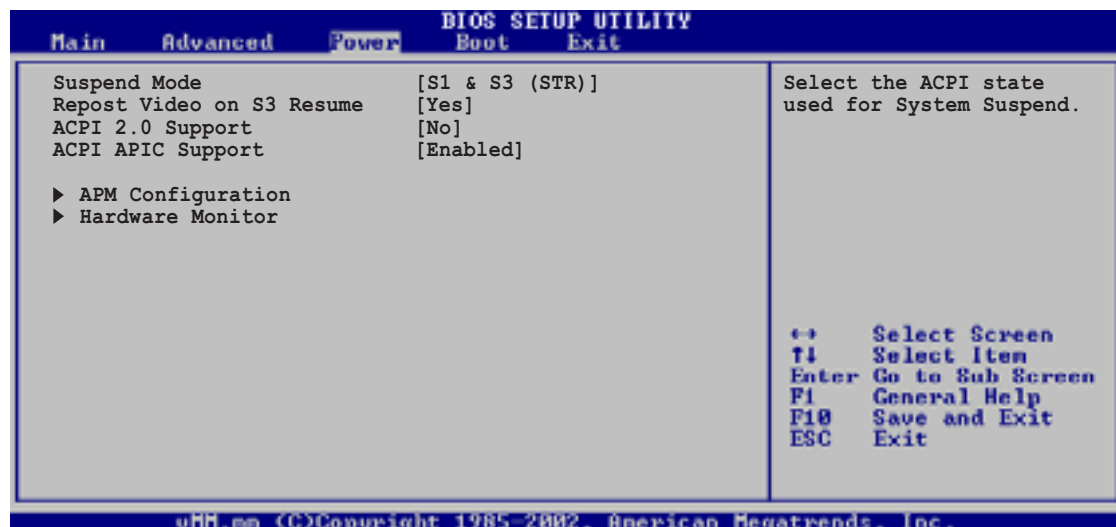 BIOS SETUP UTILITY
Main Advanced Power Boot Exit
Suspend Mode [S1 & S3 (STR)]
Repost Video on S3 Resume [Yes]
ACPI 2.0 Support [No]
ACPI APIC Support [Enabled]
▶ APM Configuration
▶ Hardware Monitor
Select the ACPI state
used for System Suspend.
←→ Select Screen
↑↓ Select Item
Enter Go to Sub Screen
F1 General Help
F10 Save and Exit
ESC Exit
vMM.mm (C)Copyright 1985-2002, American Megatrends, Inc.